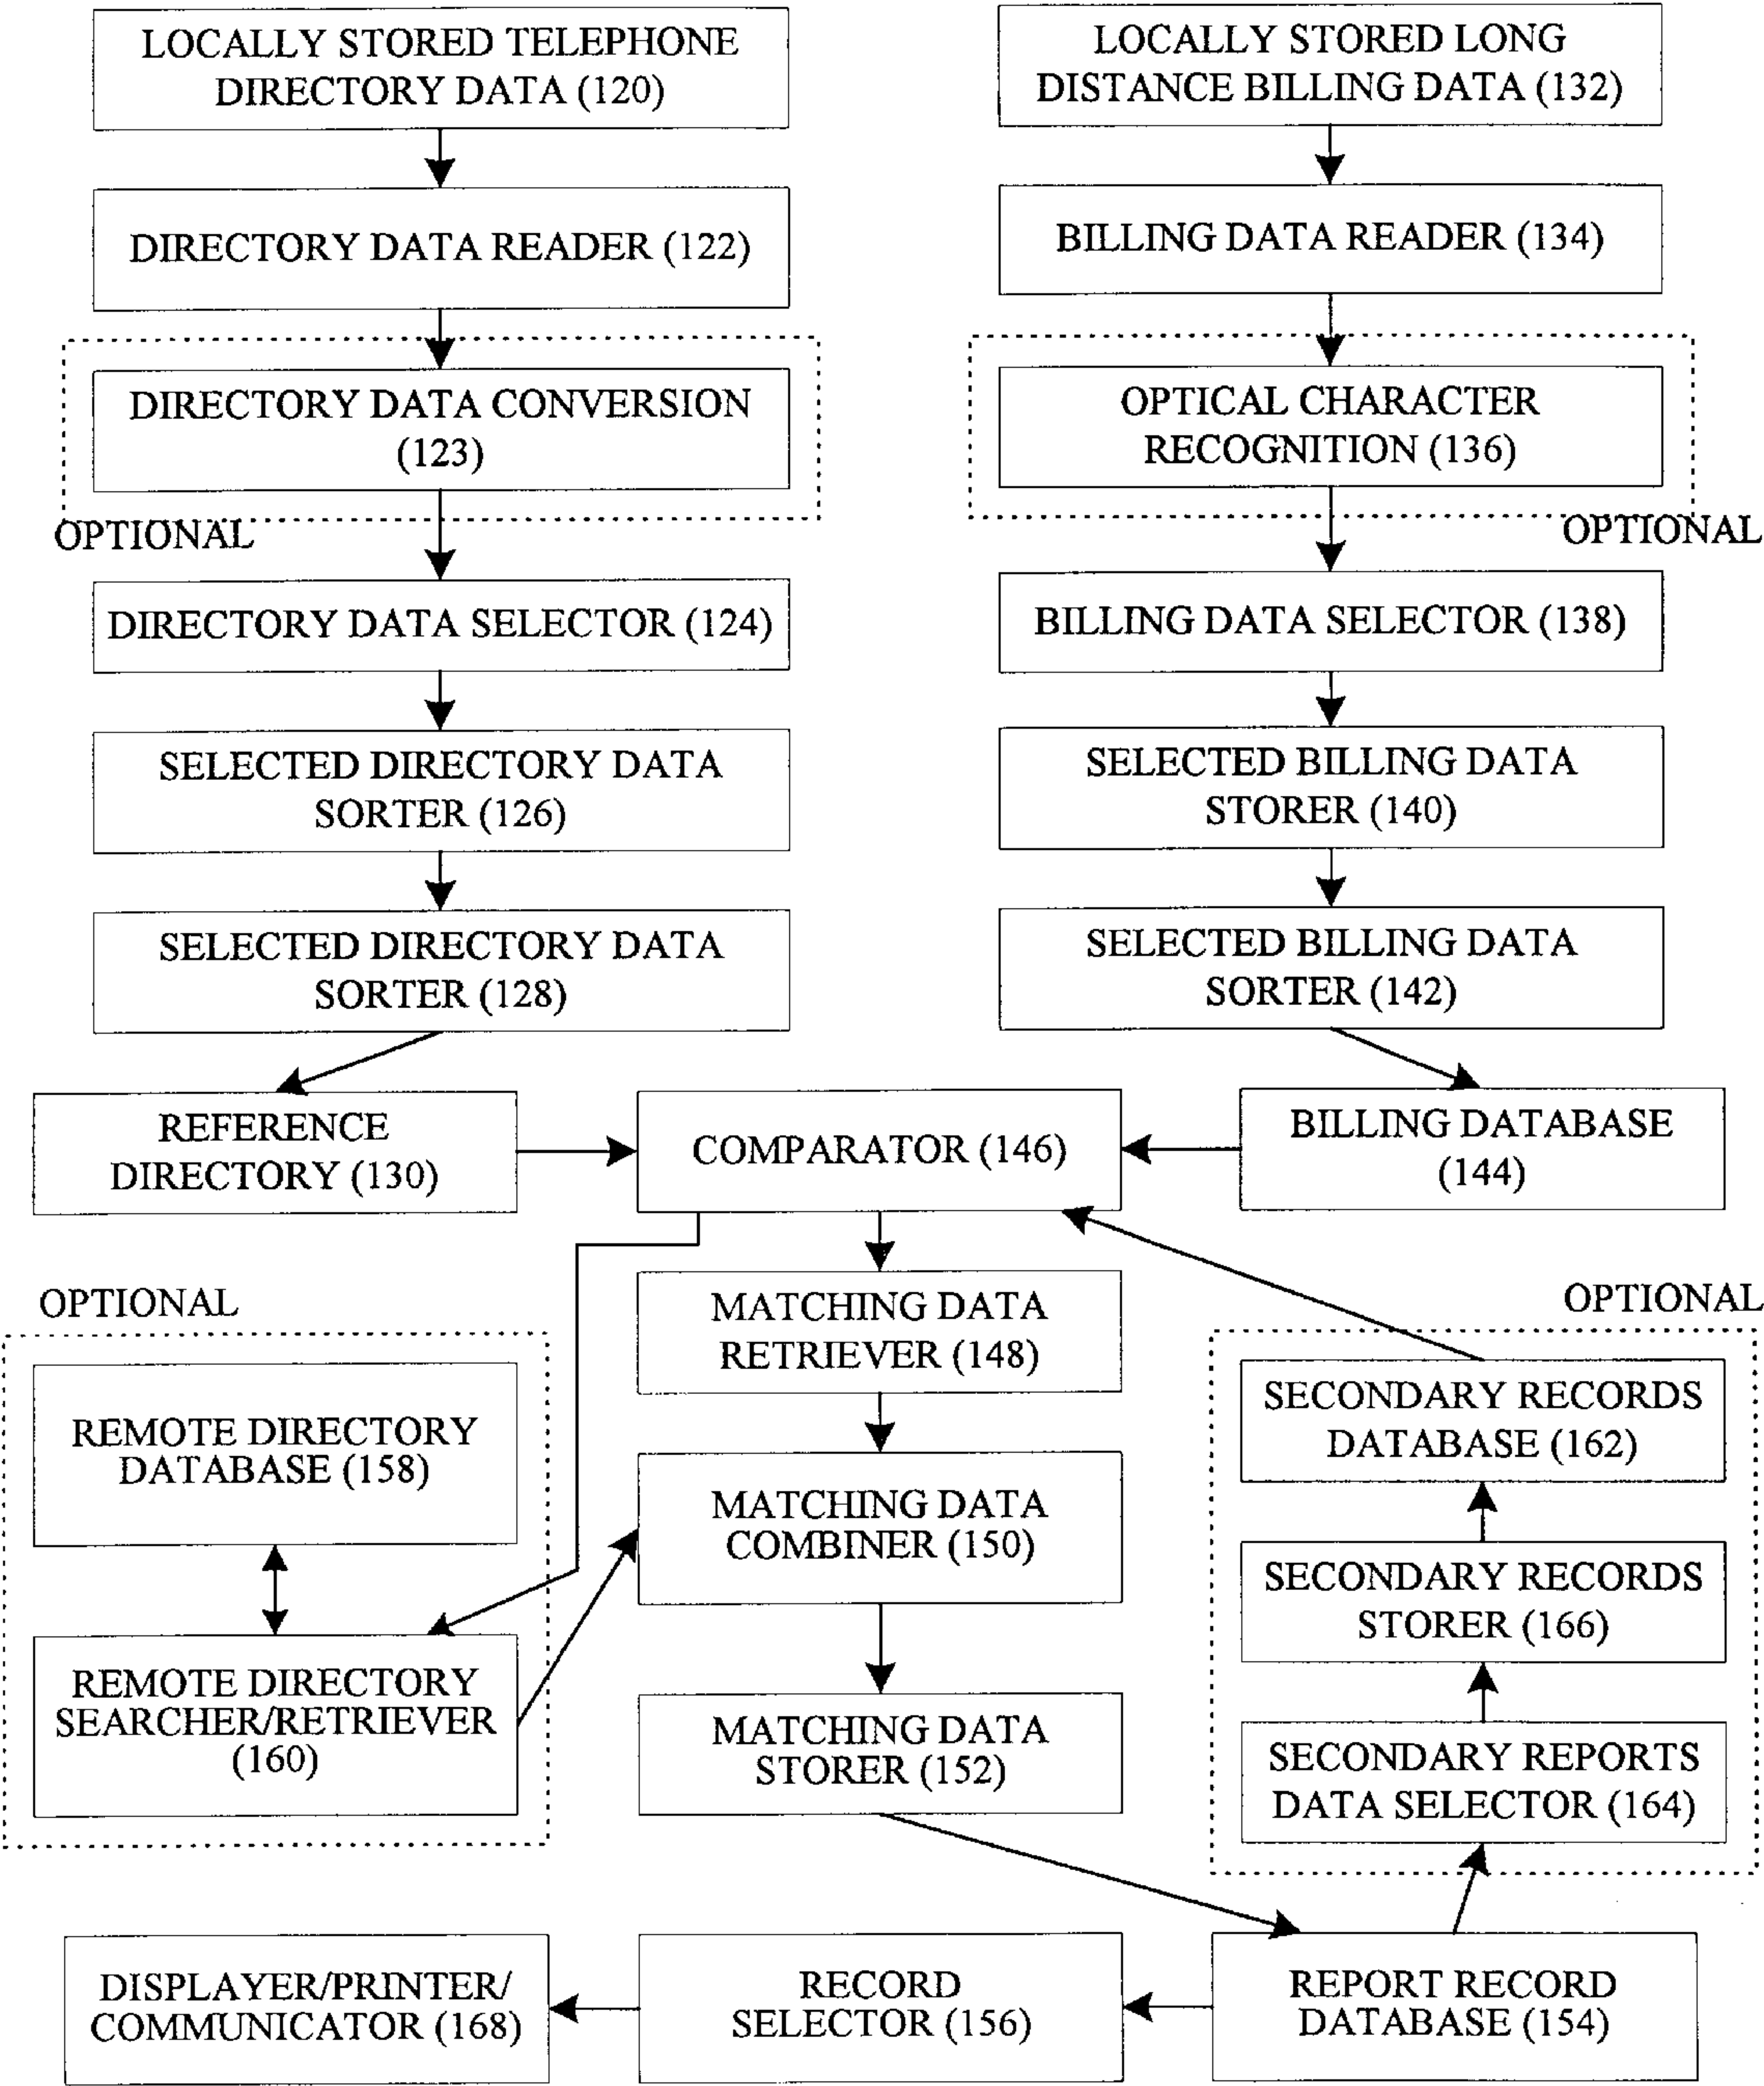 LOCALLY STORED TELEPHONE
DIRECTORY DATA (120)
DIRECTORY DATA READER (122)
DIRECTORY DATA CONVERSION
(123)
OPTIONAL
DIRECTORY DATA SELECTOR (124)
SELECTED DIRECTORY DATA
SORTER (126)
SELECTED DIRECTORY DATA
SORTER (128)
REFERENCE
DIRECTORY (130)
LOCALLY STORED LONG
DISTANCE BILLING DATA (132)
BILLING DATA READER (134)
OPTICAL CHARACTER
RECOGNITION (136)
OPTIONAL
BILLING DATA SELECTOR (138)
SELECTED BILLING DATA
STORER (140)
SELECTED BILLING DATA
SORTER (142)
BILLING DATABASE
(144)
COMPARATOR (146)
MATCHING DATA
RETRIEVER (148)
MATCHING DATA
COMBINER (150)
MATCHING DATA
STORER (152)
OPTIONAL
REMOTE DIRECTORY
DATABASE (158)
REMOTE DIRECTORY
SEARCHER/RETRIEVER
(160)
OPTIONAL
SECONDARY RECORDS
DATABASE (162)
SECONDARY RECORDS
STORER (166)
SECONDARY REPORTS
DATA SELECTOR (164)
DISPLAYER/PRINTER/
COMMUNICATOR (168)
RECORD
SELECTOR (156)
REPORT RECORD
DATABASE (154)